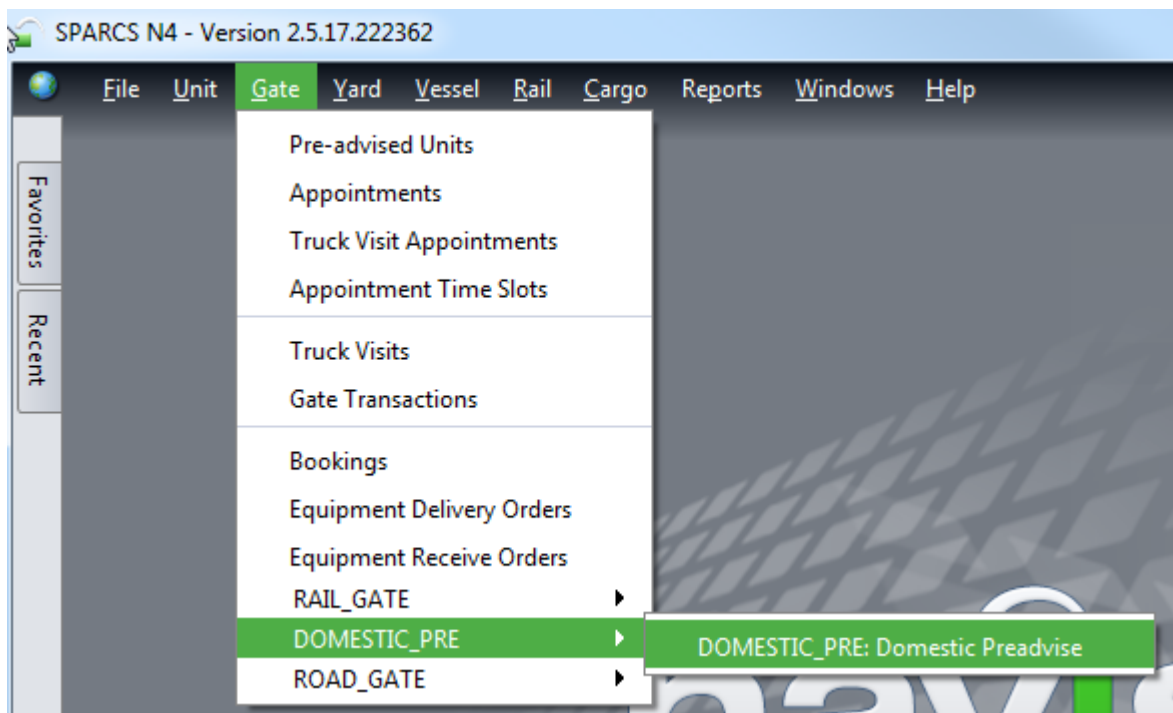 SPARCS N4 - Version 2.5.17.222362
File Unit Gate Yard Vessel Rail Cargo Reports Windows Help
Favorites
Recent
Pre-advised Units
Appointments
Truck Visit Appointments
Appointment Time Slots
Truck Visits
Gate Transactions
Bookings
Equipment Delivery Orders
Equipment Receive Orders
RAIL_GATE
DOMESTIC_PRE
DOMESTIC_PRE: Domestic Preadvise
ROAD_GATE